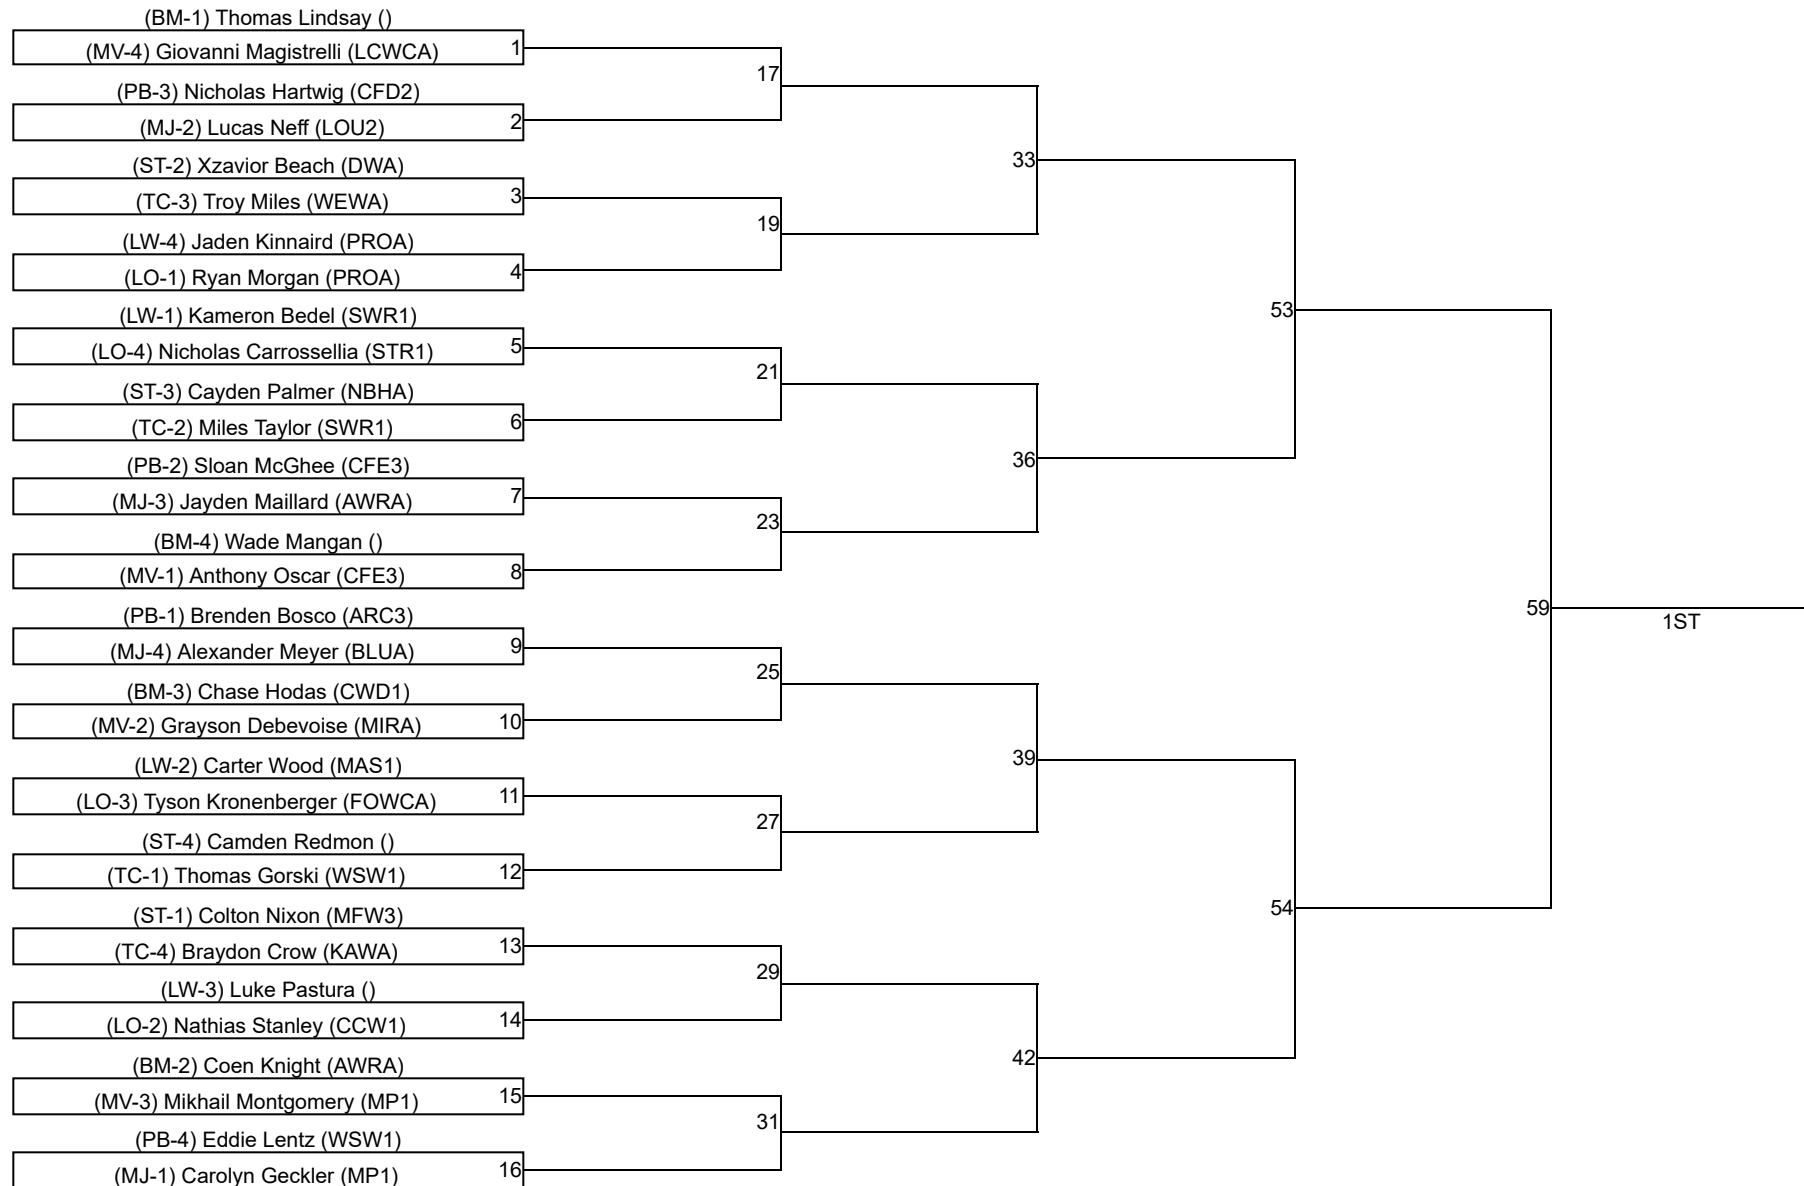 (BM-1) Thomas Lindsay ()
(MV-4) Giovanni Magistrelli (LCWCA) 1
17
(PB-3) Nicholas Hartwig (CFD2)
(MJ-2) Lucas Neff (LOU2) 2
33
(ST-2) Xzavior Beach (DWA)
(TC-3) Troy Miles (WEWA) 3
19
(LW-4) Jaden Kinnaird (PROA)
(LO-1) Ryan Morgan (PROA) 4
53
(LW-1) Kameron Bedel (SWR1)
(LO-4) Nicholas Carrossellia (STR1) 5
21
(ST-3) Cayden Palmer (NBHA)
(TC-2) Miles Taylor (SWR1) 6
36
(PB-2) Sloan McGhee (CFE3)
(MJ-3) Jayden Maillard (AWRA) 7
23
(BM-4) Wade Mangan ()
(MV-1) Anthony Oscar (CFE3) 8
59
1ST
(PB-1) Brenden Bosco (ARC3)
(MJ-4) Alexander Meyer (BLUA) 9
25
(BM-3) Chase Hodas (CWD1)
(MV-2) Grayson Debevoise (MIRA) 10
39
(LW-2) Carter Wood (MAS1)
(LO-3) Tyson Kronenberger (FOWCA) 11
27
(ST-4) Camden Redmon ()
(TC-1) Thomas Gorski (WSW1) 12
54
(ST-1) Colton Nixon (MFW3)
(TC-4) Braydon Crow (KAWA) 13
29
(LW-3) Luke Pastura ()
(LO-2) Nathias Stanley (CCW1) 14
42
(BM-2) Coen Knight (AWRA)
(MV-3) Mikhail Montgomery (MP1) 15
31
(PB-4) Eddie Lentz (WSW1)
(MJ-1) Carolyn Geckler (MP1) 16